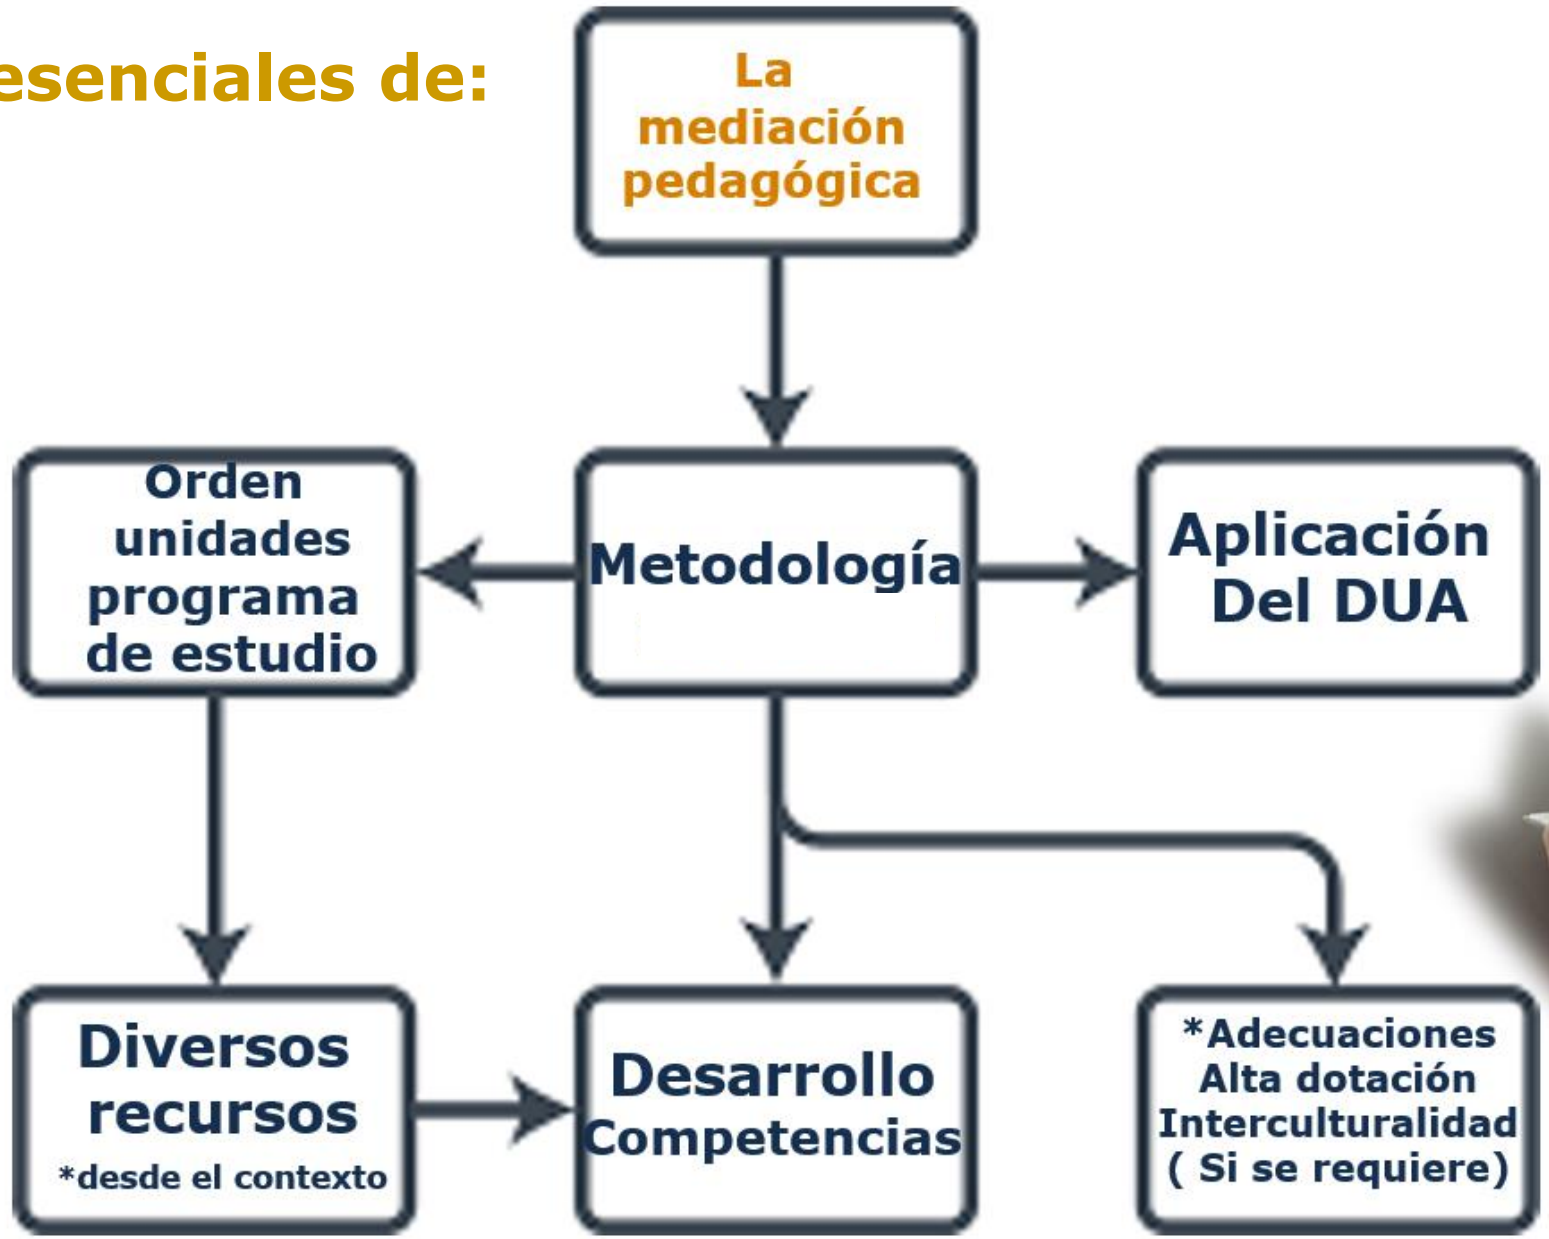 esenciales de:
La
mediación
pedagógica
Orden
unidades
programa
de estudio
Metodología
Aplicación
Del DUA
Diversos
recursos
*desde el contexto
Desarrollo
Competencias
*Adecuaciones
Alta dotación
Interculturalidad
( Si se requiere)